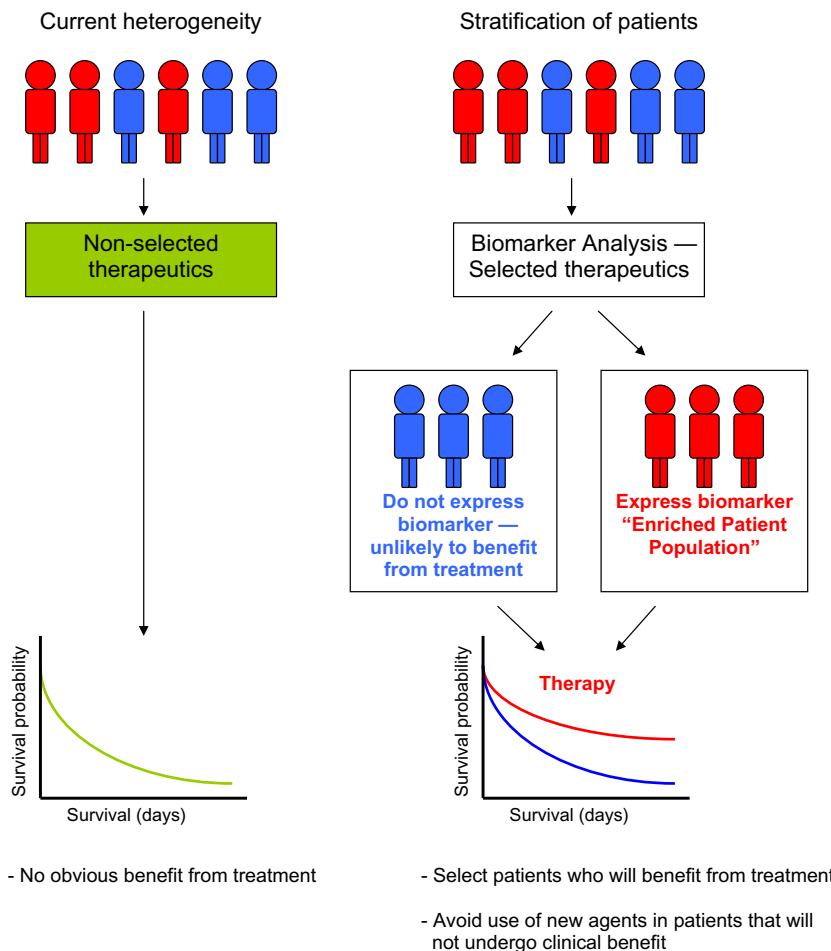 Current heterogeneity
Non-selected
therapeutics
Survival probability
Survival (days)
- No obvious benefit from treatment
Stratification of patients
Biomarker Analysis —
Selected therapeutics
Do not express
biomarker —
unlikely to benefit
from treatment
Express biomarker
“Enriched Patient
Population”
Therapy
Survival probability
Survival (days)
- Select patients who will benefit from treatment
- Avoid use of new agents in patients that will
not undergo clinical benefit